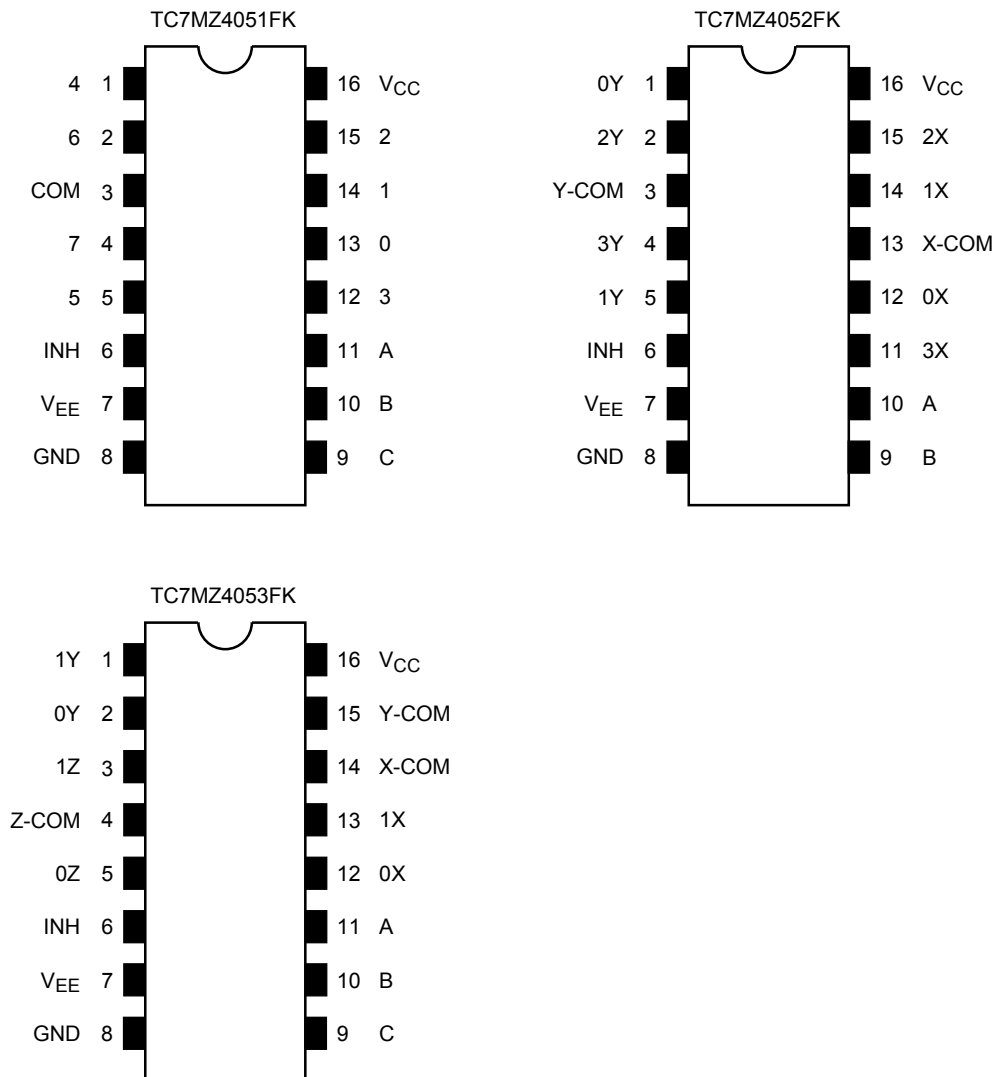 TC7MZ4051FK
4 1 16 VCC
6 2 15 2
COM 3 14 1
7 4 13 0
5 5 12 3
INH 6 11 A
VEE 7 10 B
GND 8 9 C
TC7MZ4052FK
0Y 1 16 VCC
2Y 2 15 2X
Y-COM 3 14 1X
3Y 4 13 X-COM
1Y 5 12 0X
INH 6 11 3X
VEE 7 10 A
GND 8 9 B
TC7MZ4053FK
1Y 1 16 VCC
0Y 2 15 Y-COM
1Z 3 14 X-COM
Z-COM 4 13 1X
0Z 5 12 0X
INH 6 11 A
VEE 7 10 B
GND 8 9 C